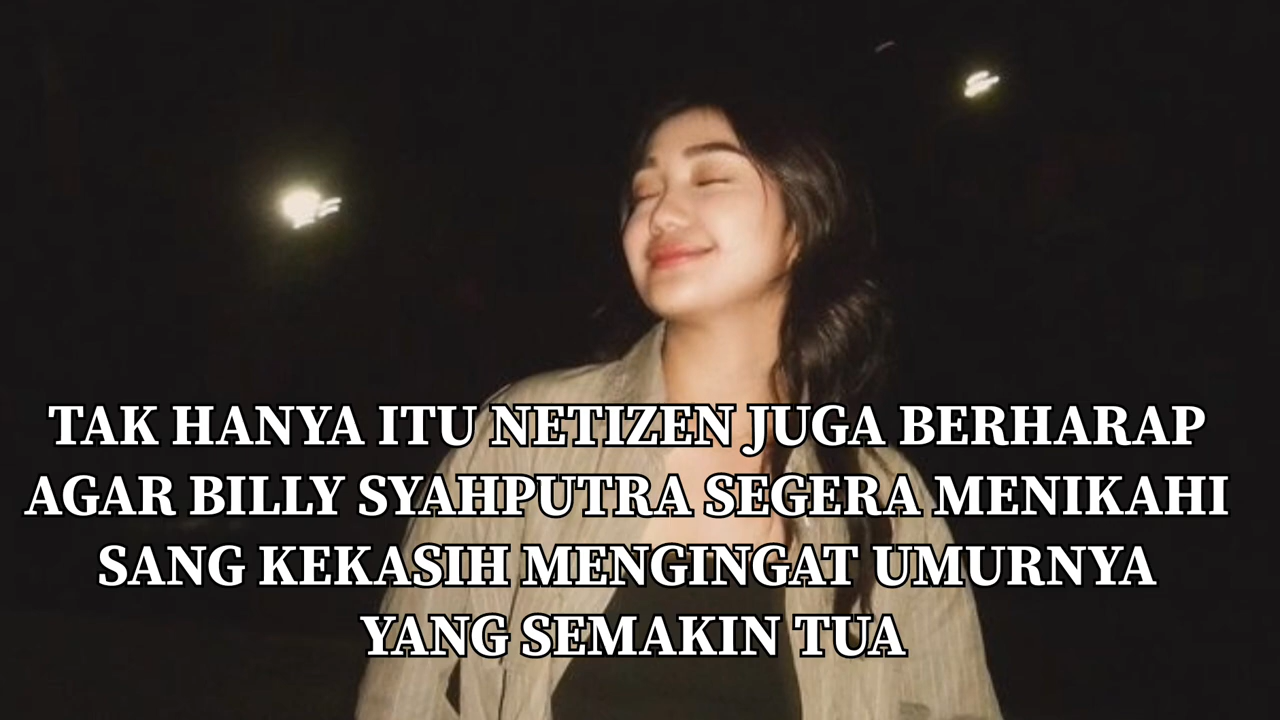 TAK HANYA ITU NETIZEN JUGA BERHARAP
AGAR BILLY SYAHPUTRA SEGERA MENIKAHI
SANG KEKASIH MENGINGAT UMURNYA
YANG SEMAKIN TUA